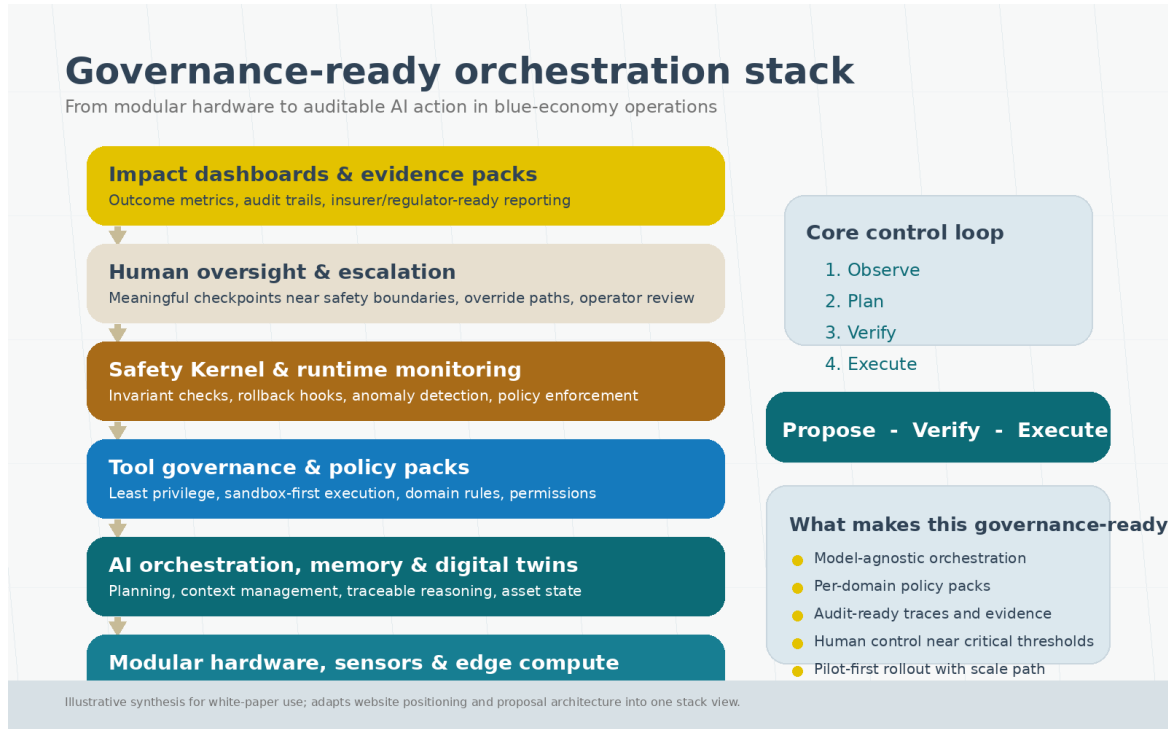 Governance-ready orchestration stack
From modular hardware to auditable AI action in blue-economy operations
Impact dashboards & evidence packs
Outcome metrics, audit trails, insurer/regulator-ready reporting
Human oversight & escalation
Meaningful checkpoints near safety boundaries, override paths, operator review
Safety Kernel & runtime monitoring
Invariant checks, rollback hooks, anomaly detection, policy enforcement
Tool governance & policy packs
Least privilege, sandbox-first execution, domain rules, permissions
AI orchestration, memory & digital twins
Planning, context management, traceable reasoning, asset state
Modular hardware, sensors & edge compute
Core control loop
1. Observe
2. Plan
3. Verify
4. Execute
Propose - Verify - Execute
What makes this governance-ready
Model-agnostic orchestration
Per-domain policy packs
Audit-ready traces and evidence
Human control near critical thresholds
Pilot-first rollout with scale path
Illustrative synthesis for white-paper use; adapts website positioning and proposal architecture into one stack view.